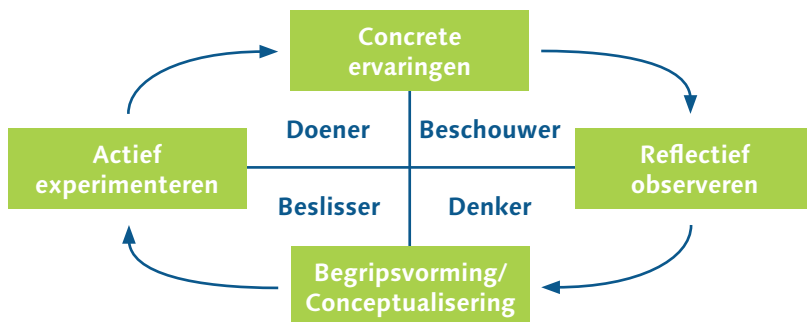 Concrete
ervaringen
Doener
Beschouwer
Actief
experimenteren
Reflectief
observeren
Beslisser
Denker
Begripsvorming/
Conceptualisering